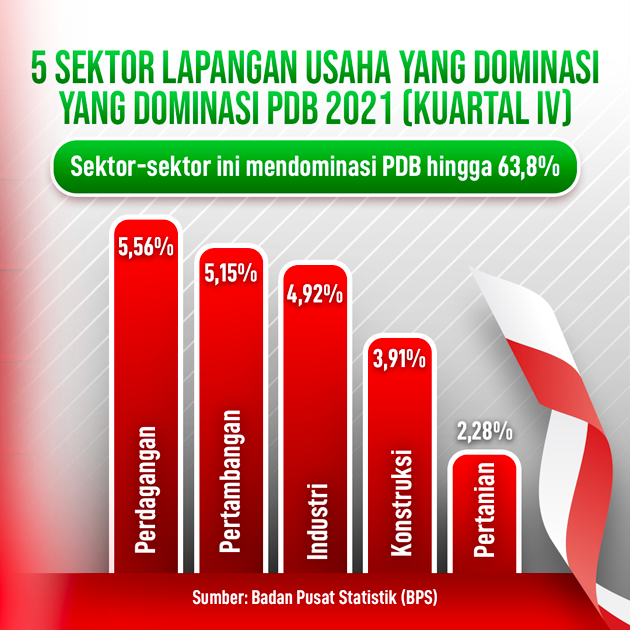 5 SEKTOR LAPANGAN USAHA YANG DOMINASI
YANG DOMINASI PDB 2021 (KUARTAL IV)
Sektor-sektor ini mendominasi PDB hingga 63,8%
5,56%
5,15%
4,92%
3,91%
2,28%
Perdagangan
Pertambangan
Industri
Konstruksi
Pertanian
Sumber: Badan Pusat Statistik (BPS)